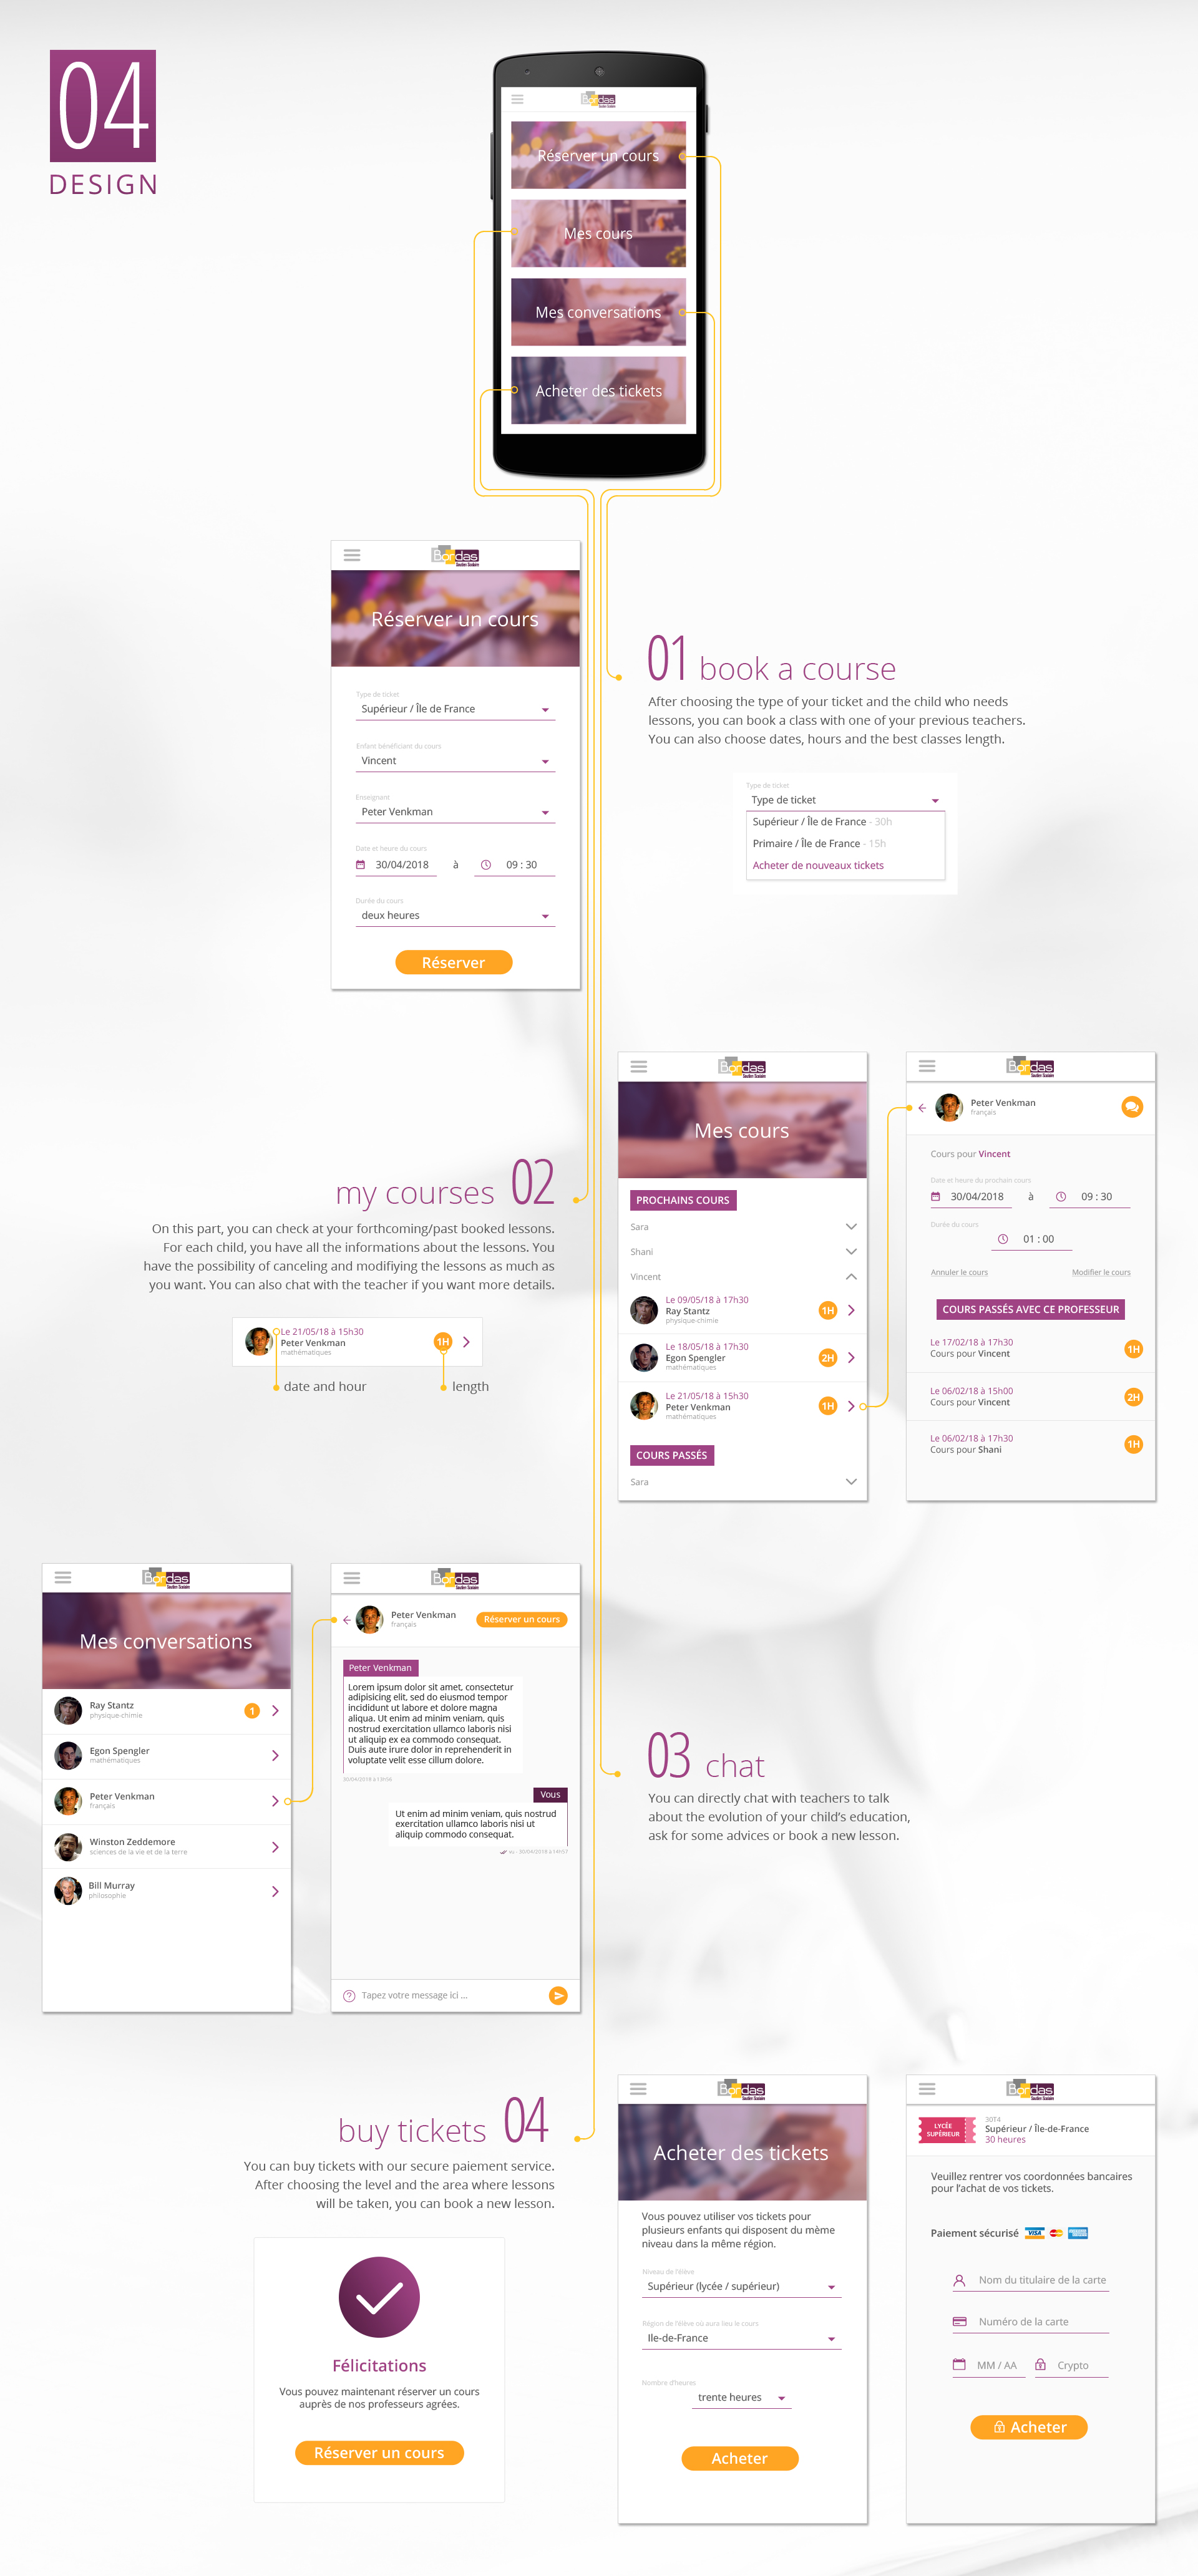 04
DESIGN
Bordas
Réserver un cours
Mes cours
Mes conversations
Acheter des tickets
Bordas
Soutien Scolaire
Réserver un cours
Type de ticket
Supérieur / Île de France
Enfant bénéficiant du cours
Vincent
Enseignant
Peter Venkman
Date et heure du cours
30/04/2018 à 09 : 30
Durée du cours
deux heures
Réserver
01 book a course
After choosing the type of your ticket and the child who needs
lessons, you can book a class with one of your previous teachers.
You can also choose dates, hours and the best classes length.
Type de ticket
Type de ticket
Supérieur / Île de France - 30h
Primaire / Île de France - 15h
Acheter de nouveaux tickets
my courses 02
On this part, you can check at your forthcoming/past booked lessons.
For each child, you have all the informations about the lessons. You
have the possibility of canceling and modifying the lessons as much as
you want. You can also chat with the teacher if you want more details.
Le 21/05/18 à 15h30
Peter Venkman
mathématiques
1H
date and hour
length
Bordas
Soutien Scolaire
Mes cours
PROCHAINS COURS
Sara
Shani
Vincent
Le 09/05/18 à 17h30
Ray Stantz
physique-chimie
1H
Le 18/05/18 à 17h30
Egon Spengler
mathématiques
2H
Le 21/05/18 à 15h30
Peter Venkman
mathématiques
1H
COURS PASSÉS
Sara
Bordas
Soutien Scolaire
Peter Venkman
français
Cours pour Vincent
Date et heure du prochain cours
30/04/2018 à 09 : 30
Durée du cours
01 : 00
Annuler le cours Modifier le cours
COURS PASSÉS AVEC CE PROFESSEUR
Le 17/02/18 à 17h30
Cours pour Vincent
1H
Le 06/02/18 à 15h00
Cours pour Vincent
2H
Le 06/02/18 à 17h30
Cours pour Shani
1H
Bordas
Soutien Scolaire
Mes conversations
Ray Stantz
physique-chimie
1
Egon Spengler
mathématiques
Peter Venkman
français
Winston Zeddemore
sciences de la vie et de la terre
Bill Murray
philosophie
Bordas
Soutien Scolaire
Peter Venkman
français
Réserver un cours
Peter Venkman
Lorem ipsum dolor sit amet, consectetur
adipisicing elit, sed do eiusmod tempor
incididunt ut labore et dolore magna
aliqua. Ut enim ad minim veniam, quis
nostrud exercitation ullamco laboris nisi
ut aliquip ex ea commodo consequat.
Duis aute irure dolor in reprehenderit in
voluptate velit esse cillum dolore.
Vous
Ut enim ad minim veniam, quis nostrud
exercitation ullamco laboris nisi ut
aliquip commodo consequat.
vu - 30/04/2018 à 14H17
Tapez votre message ici ...
03 chat
You can directly chat with teachers to talk
about the evolution of your child's education,
ask for some advices or book a new lesson.
buy tickets 04
You can buy tickets with our secure paiement service.
After choosing the level and the area where lessons
will be taken, you can book a new lesson.
Félicitations
Vous pouvez maintenant réserver un cours
auprès de nos professeurs agrées.
Réserver un cours
Bordas
Soutien Scolaire
Acheter des tickets
Vous pouvez utiliser vos tickets pour
plusieurs enfants qui disposent du mème
niveau dans la même région.
Niveau de l'élève
Supérieur (lycée / supérieur)
Région de l'élève où aura lieu le cours
Ile-de-France
Nombre d'heures
trente heures
Acheter
Bordas
Soutien Scolaire
LYCÉE
SUPÉRIEUR
30T4
Supérieur / Île-de-France
30 heures
Veuillez rentrer vos coordonnées bancaires
pour l'achat de vos tickets.
Paiement sécurisé VISA
Nom du titulaire de la carte
Numéro de la carte
MM / AA Crypto
Acheter